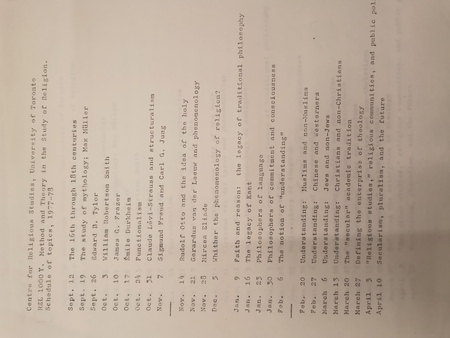 Centre for Religious Studies, University of Toronto
RSL 1000Y. Method and Theory in the Study of Religion.
Schedule of topics, 1977-78
Sept. 12 The 16th through 18th centuries
Sept. 19 The study of mythology; Max Müller
Sept. 26 Edward B. Tylor
Oct. 3 William Robertson Smith
Oct. 10 James G. Frazer
Oct. 17 Émile Durkheim
Oct. 24 Functionalism
Oct. 31 Claude Lévi-Strauss and structuralism
Nov. 7 Sigmund Freud and Carl G. Jung
Nov. 14 Rudolf Otto and the idea of the holy
Nov. 21 Gerardus van der Leeuw and phenomenology
Nov. 28 Mircea Eliade
Dec. 5 Whither the phenomenology of religion?
Jan. 9 Faith and reason: the legacy of traditional philosophy
Jan. 16 The legacy of Kant
Jan. 23 Philosophers of language
Jan. 30 Philosophers of commitment and consciousness
Feb. 6 The notion of "understanding"
Feb. 20 Understanding: Muslims and non-Muslims
Feb. 27 Understanding: Chinese and westerners
March 6 Understanding: Jews and non-Jews
March 13 Understanding: Christians and non-Christians
March 20 The "secular" academic tradition
March 27 Defining the enterprise of theology
April 3 "Religious studies," religious communities, and public pol
April 10 Secularism, pluralism, and the future